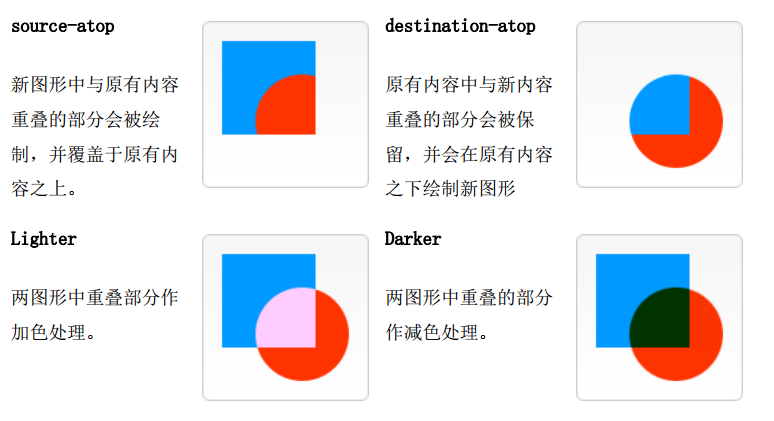 source-atop
新图形中与原有内容
重叠的部分会被绘
制，并覆盖于原有内
容之上。
destination-atop
原有内容中与新内容
重叠的部分会被保
留，并会在原有内容
之下绘制新图形
Lighter
两图形中重叠部分作
加色处理。
Darker
两图形中重叠的部分
作减色处理。